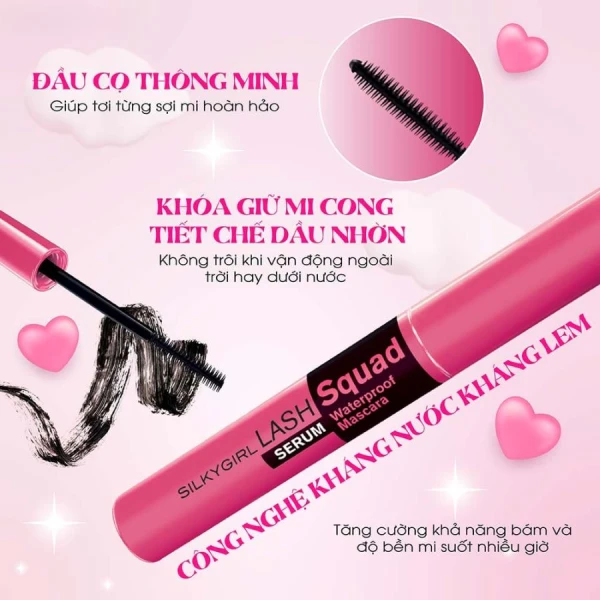 ĐẦU CỌ THÔNG MINH
Giúp tơi từng sợi mi hoàn hảo
KHÓA GIỮ MI CONG
TIẾT CHẾ DẦU NHỜN
Không trôi khi vận động ngoài
trời hay dưới nước
SILKYGIRL LASH Squad
SERUM Waterproof
Mascara
CÔNG NGHỆ KHÁNG NƯỚC KHÁNG LEM
Tăng cường khả năng bám và
độ bền mi suốt nhiều giờ